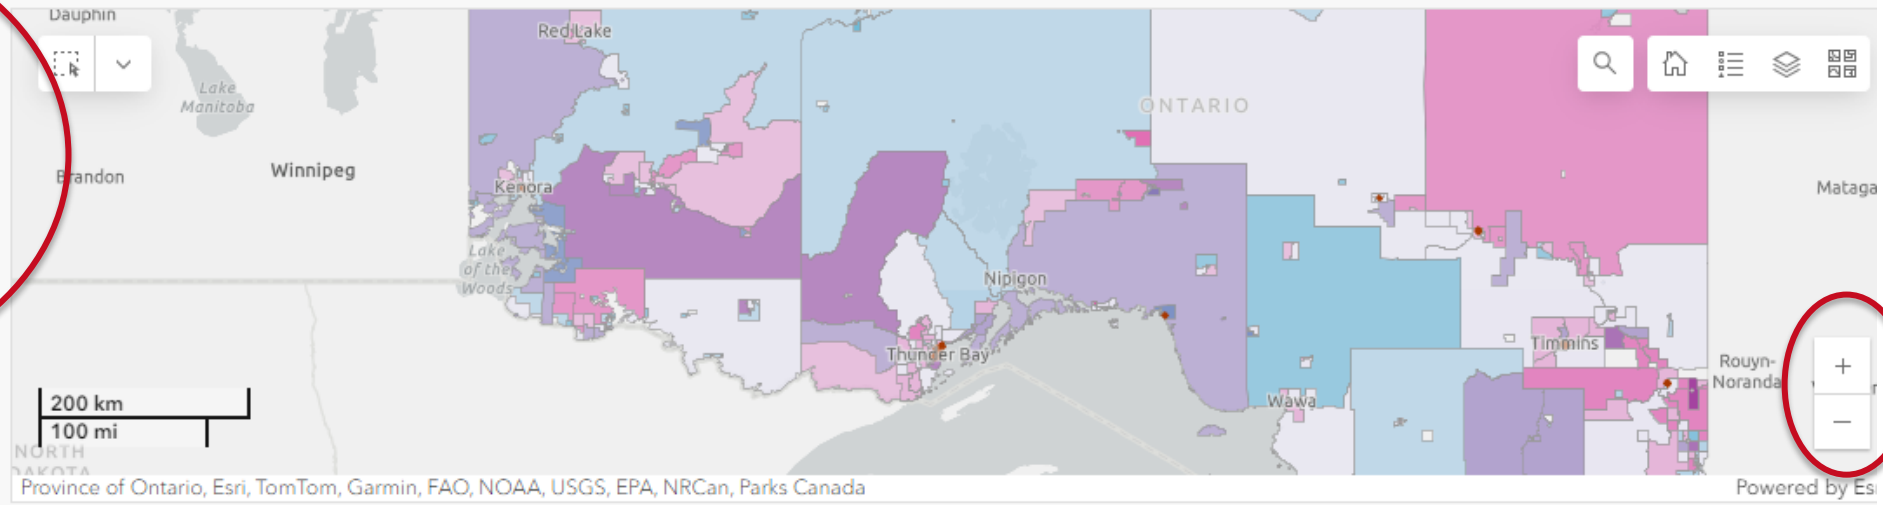 Dauphin
Red Lake
Lake
Manitoba
ONTARIO
Brandon
Winnipeg
Kenora
Mataga
Lake
of the
Woods
Nipigon
Thunder Bay
Timmins
Rouyn-
Noranda
Wawa
200 km
100 mi
NORTH
DAKOTA
Province of Ontario, Esri, TomTom, Garmin, FAO, NOAA, USGS, EPA, NRCan, Parks Canada
Powered by Es